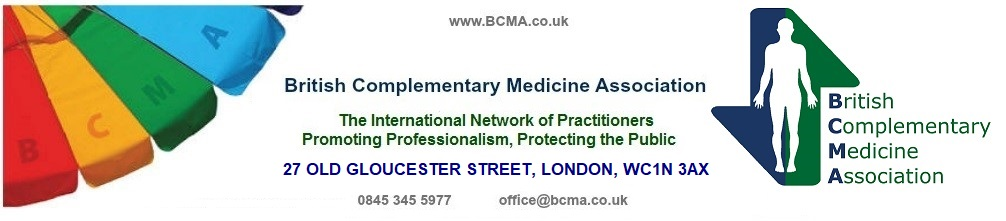 B
C
M
A
www.BCMA.co.uk
British Complementary Medicine Association
The International Network of Practitioners
Promoting Professionalism, Protecting the Public
27 OLD GLOUCESTER STREET, LONDON, WC1N 3AX
0845 345 5977 office@bcma.co.uk
British
Complementary
Medicine
Association